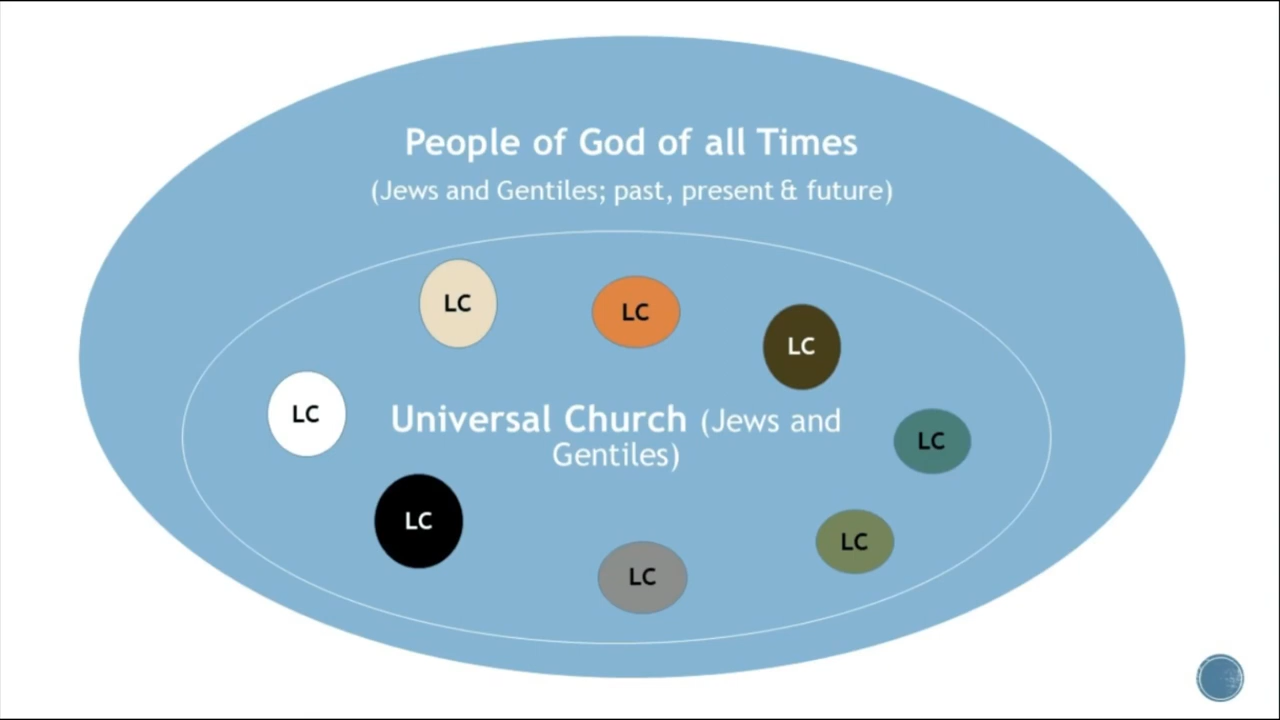 People of God of all Times
(Jews and Gentiles; past, present & future)
LC
LC
LC
LC
Universal Church (Jews and
Gentiles)
LC
LC
LC
LC